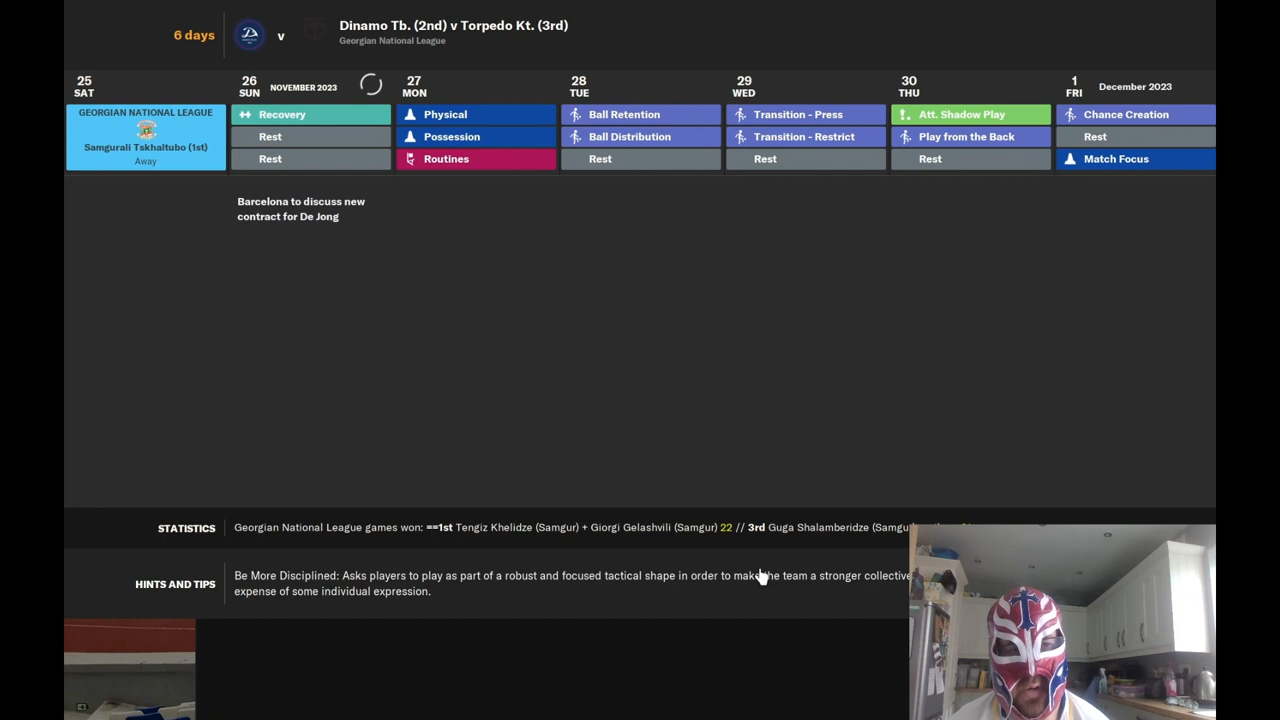 6 days
v
Dinamo Tb. (2nd) v Torpedo Kt. (3rd)
Georgian National League
25
SAT
26
SUN
NOVEMBER 2023
27
MON
28
TUE
29
WED
30
THU
1
FRI
December 2023
GEORGIAN NATIONAL LEAGUE
Samgurali Tskhaltubo (1st)
Away
Recovery
Rest
Rest
Physical
Possession
Routines
Ball Retention
Ball Distribution
Rest
Transition - Press
Transition - Restrict
Rest
Att. Shadow Play
Play from the Back
Rest
Chance Creation
Rest
Match Focus
Barcelona to discuss new
contract for De Jong
STATISTICS
Georgian National League games won: ==1st Tengiz Khelidze (Samgur) + Giorgi Gelashvili (Samgur) 22 // 3rd Guga Shalamberidze
HINTS AND TIPS
Be More Disciplined: Asks players to play as part of a robust and focused tactical shape in order to make the team a stronger collective
expense of some individual expression.